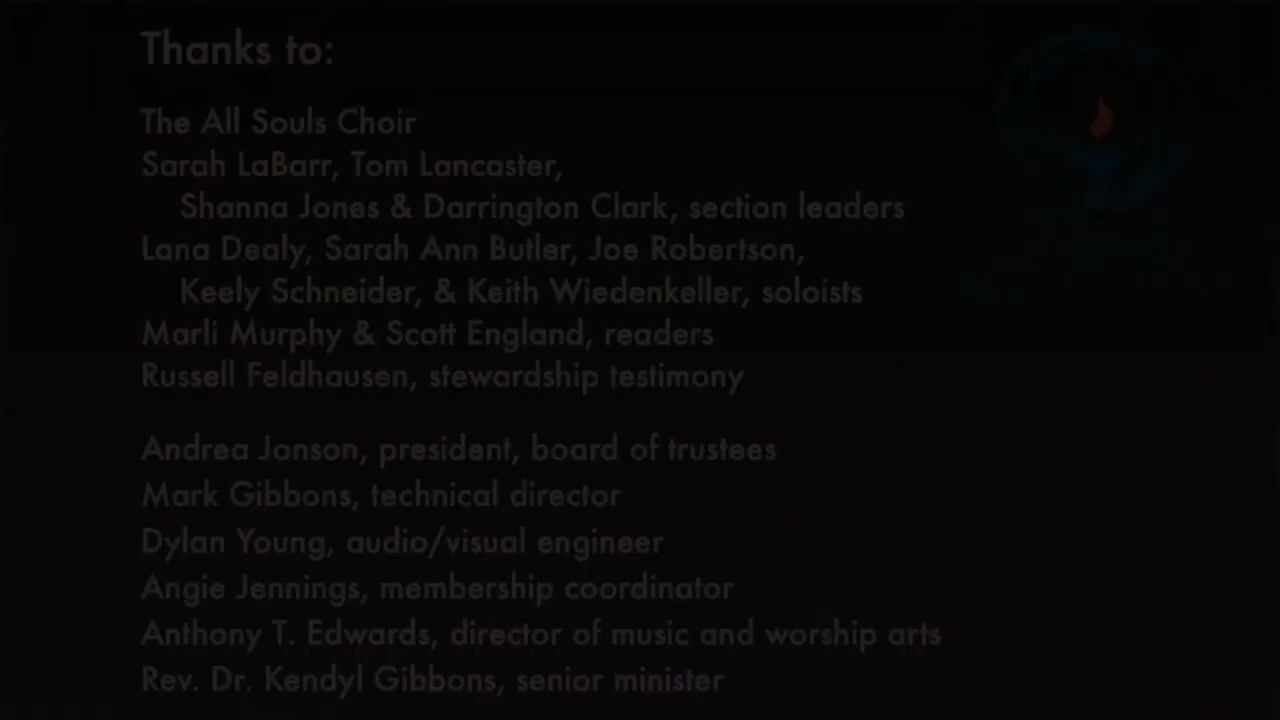 Thanks to:
The All Souls Choir
Sarah LaBarr, Tom Lancaster,
Shanna Jones & Darrington Clark, section leaders
Lana Dealy, Sarah Ann Butler, Joe Robertson,
Keely Schneider, & Keith Wiedenkeller, soloists
Marli Murphy & Scott England, readers
Russell Feldhausen, stewardship testimony
Andrea Jonson, president, board of trustees
Mark Gibbons, technical director
Dylan Young, audio/visual engineer
Angie Jennings, membership coordinator
Anthony T. Edwards, director of music and worship arts
Rev. Dr. Kendyl Gibbons, senior minister